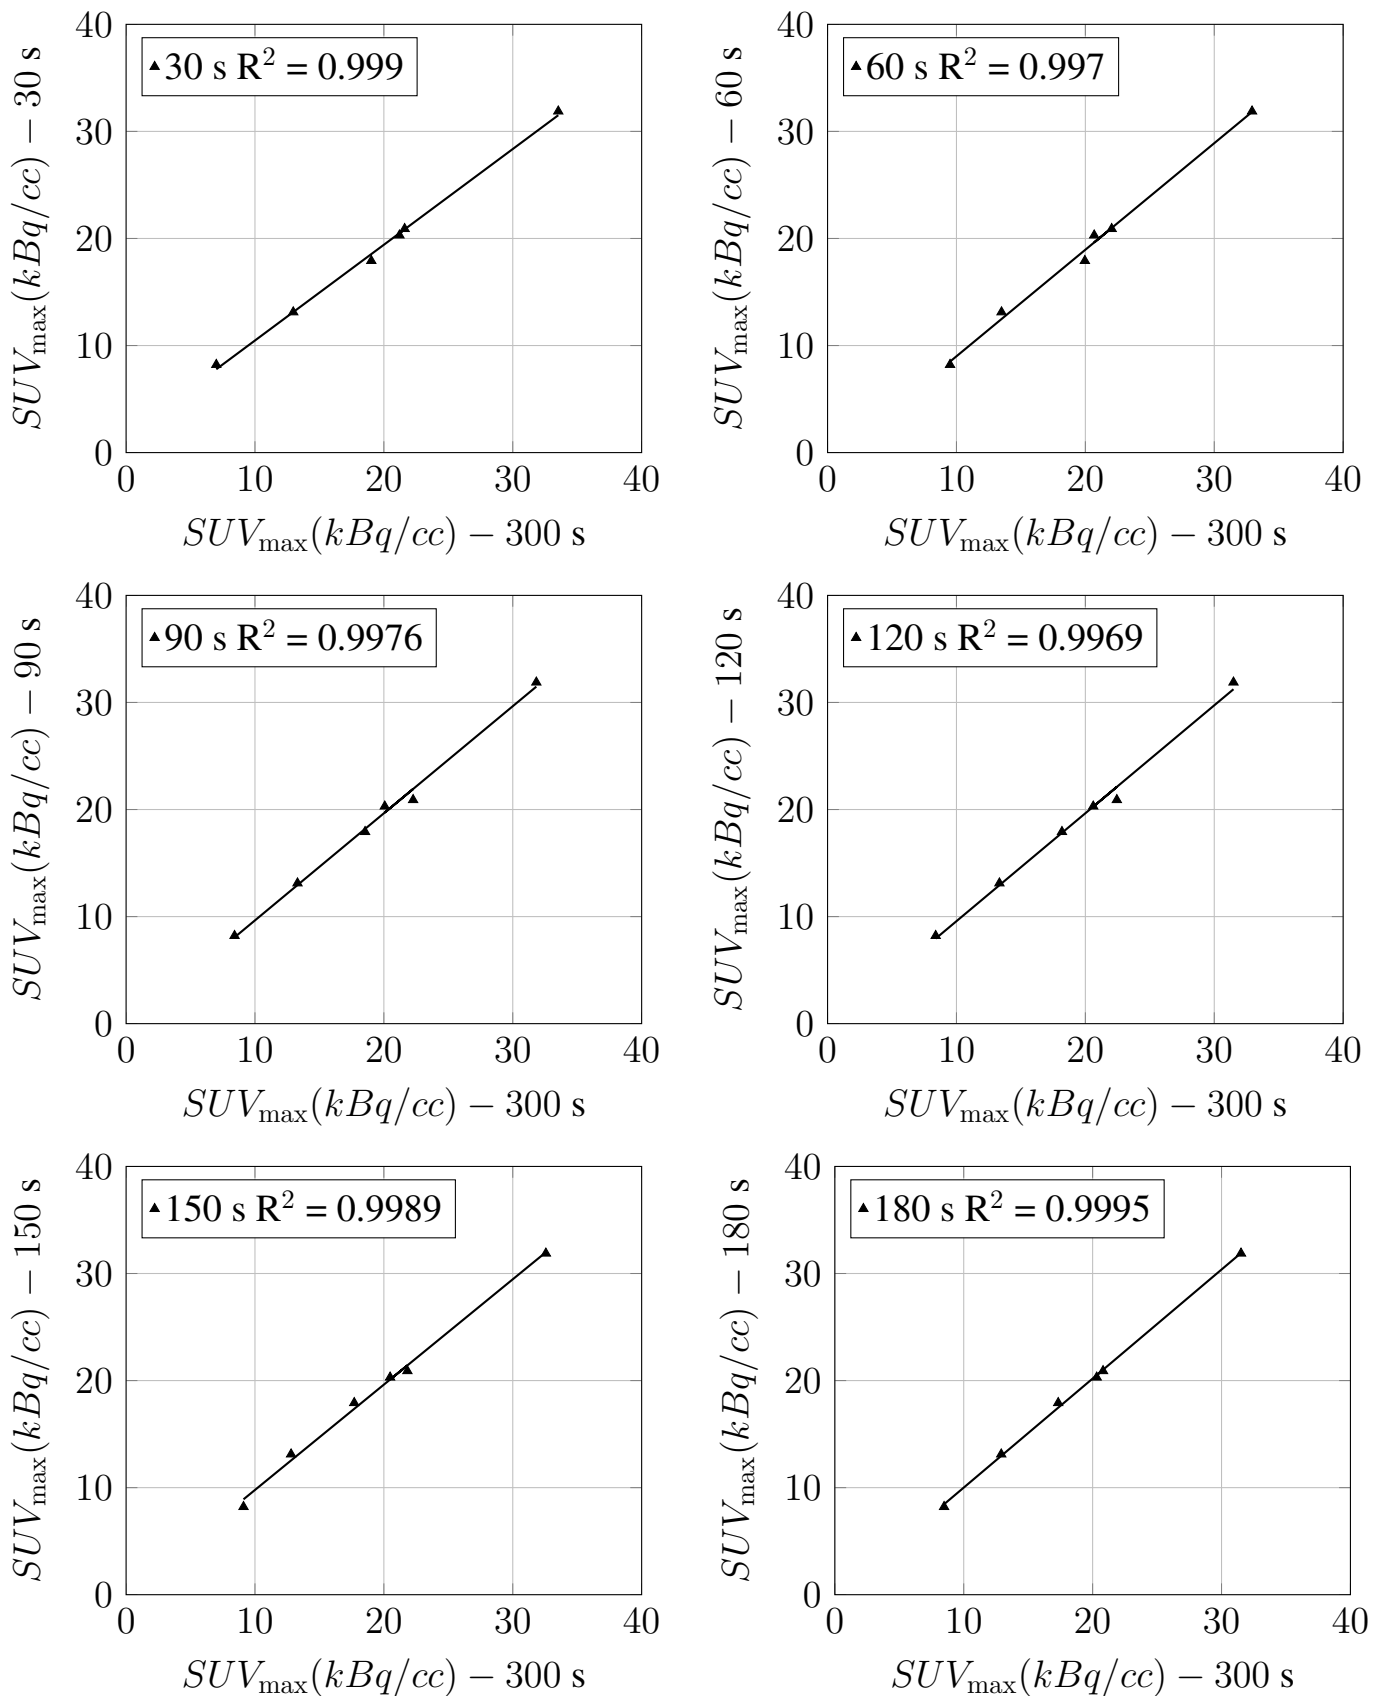 40
30
20
10
0
SUVmax(kBq/cc) − 30 s
30 s R² = 0.999
0 10 20 30 40
SUVmax(kBq/cc) − 300 s
40
30
20
10
0
SUVmax(kBq/cc) − 60 s
60 s R² = 0.997
0 10 20 30 40
SUVmax(kBq/cc) − 300 s
40
30
20
10
0
SUVmax(kBq/cc) − 90 s
90 s R² = 0.9976
0 10 20 30 40
SUVmax(kBq/cc) − 300 s
40
30
20
10
0
SUVmax(kBq/cc) − 120 s
120 s R² = 0.9969
0 10 20 30 40
SUVmax(kBq/cc) − 300 s
40
30
20
10
0
SUVmax(kBq/cc) − 150 s
150 s R² = 0.9989
0 10 20 30 40
SUVmax(kBq/cc) − 300 s
40
30
20
10
0
SUVmax(kBq/cc) − 180 s
180 s R² = 0.9995
0 10 20 30 40
SUVmax(kBq/cc) − 300 s